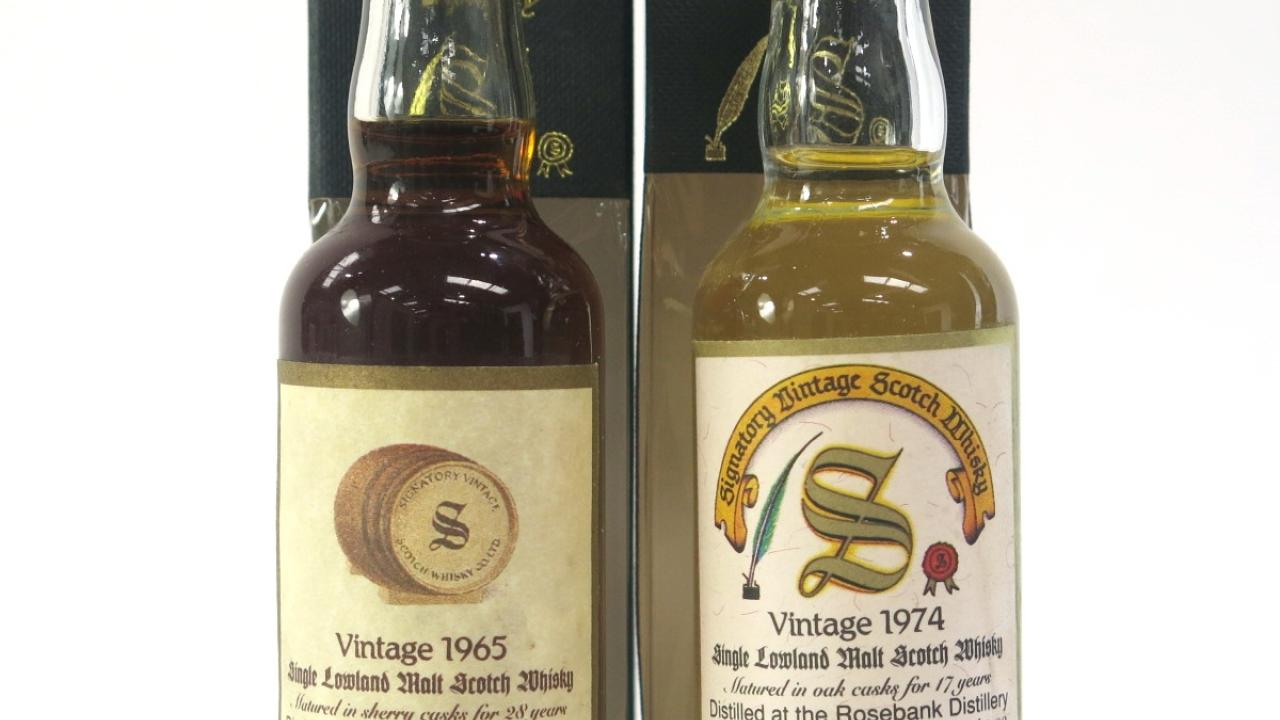 SIGNATORY VINTAGE
S
SCOTCH WHISKY CO. LTD.
Vintage 1965
Single Lowland Malt Scotch Whisky
Matured in sherry casks for 28 years
Signatory Vintage Scotch Whisky
S
Vintage 1974
Single Lowland Malt Scotch Whisky
Matured in oak casks for 17 years
Distilled at the Rosebank Distillery